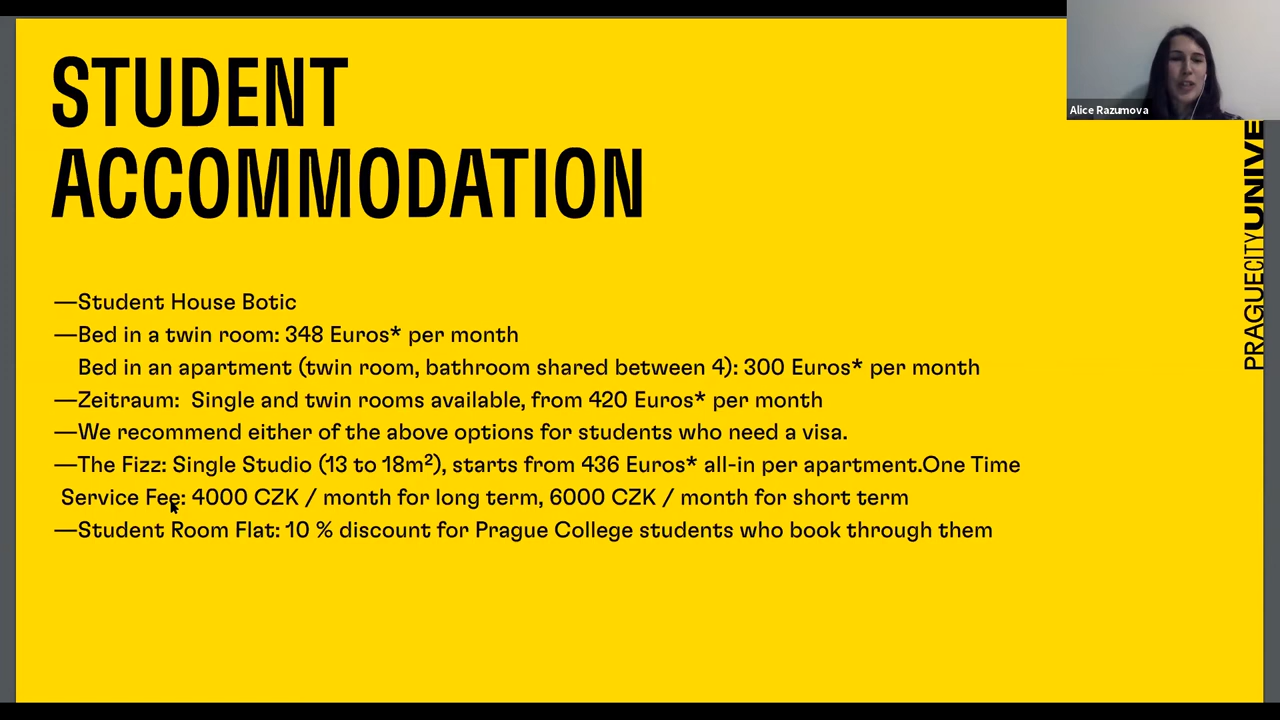 STUDENT
ACCOMMODATION
Alice Razumova
PRAGUECITYUNIVE
—Student House Botic
—Bed in a twin room: 348 Euros* per month
Bed in an apartment (twin room, bathroom shared between 4): 300 Euros* per month
—Zeitraum:  Single and twin rooms available, from 420 Euros* per month
—We recommend either of the above options for students who need a visa.
—The Fizz: Single Studio (13 to 18m²), starts from 436 Euros* all-in per apartment.One Time
Service Fee: 4000 CZK / month for long term, 6000 CZK / month for short term
—Student Room Flat: 10 % discount for Prague College students who book through them